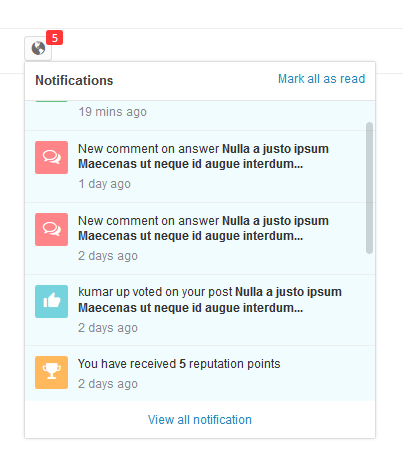 5
Notifications Mark all as read
19 mins ago
New comment on answer Nulla a justo ipsum
Maecenas ut neque id augue interdum...
1 day ago
New comment on answer Nulla a justo ipsum
Maecenas ut neque id augue interdum...
2 days ago
kumar up voted on your post Nulla a justo ipsum
Maecenas ut neque id augue interdum...
2 days ago
You have received 5 reputation points
2 days ago
View all notification